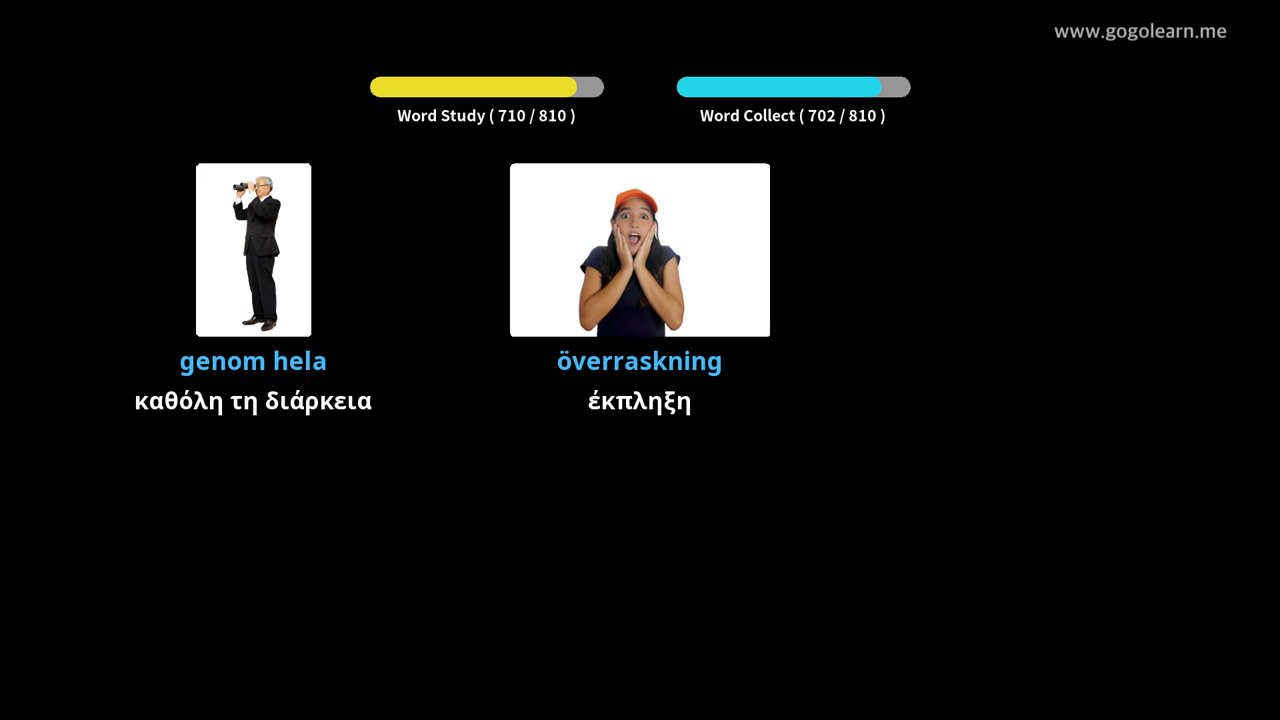 www.gogolearn.me
Word Study ( 710 / 810 )
Word Collect ( 702 / 810 )
genom hela
καθόλη τη διάρκεια
överraskning
έκπληξη